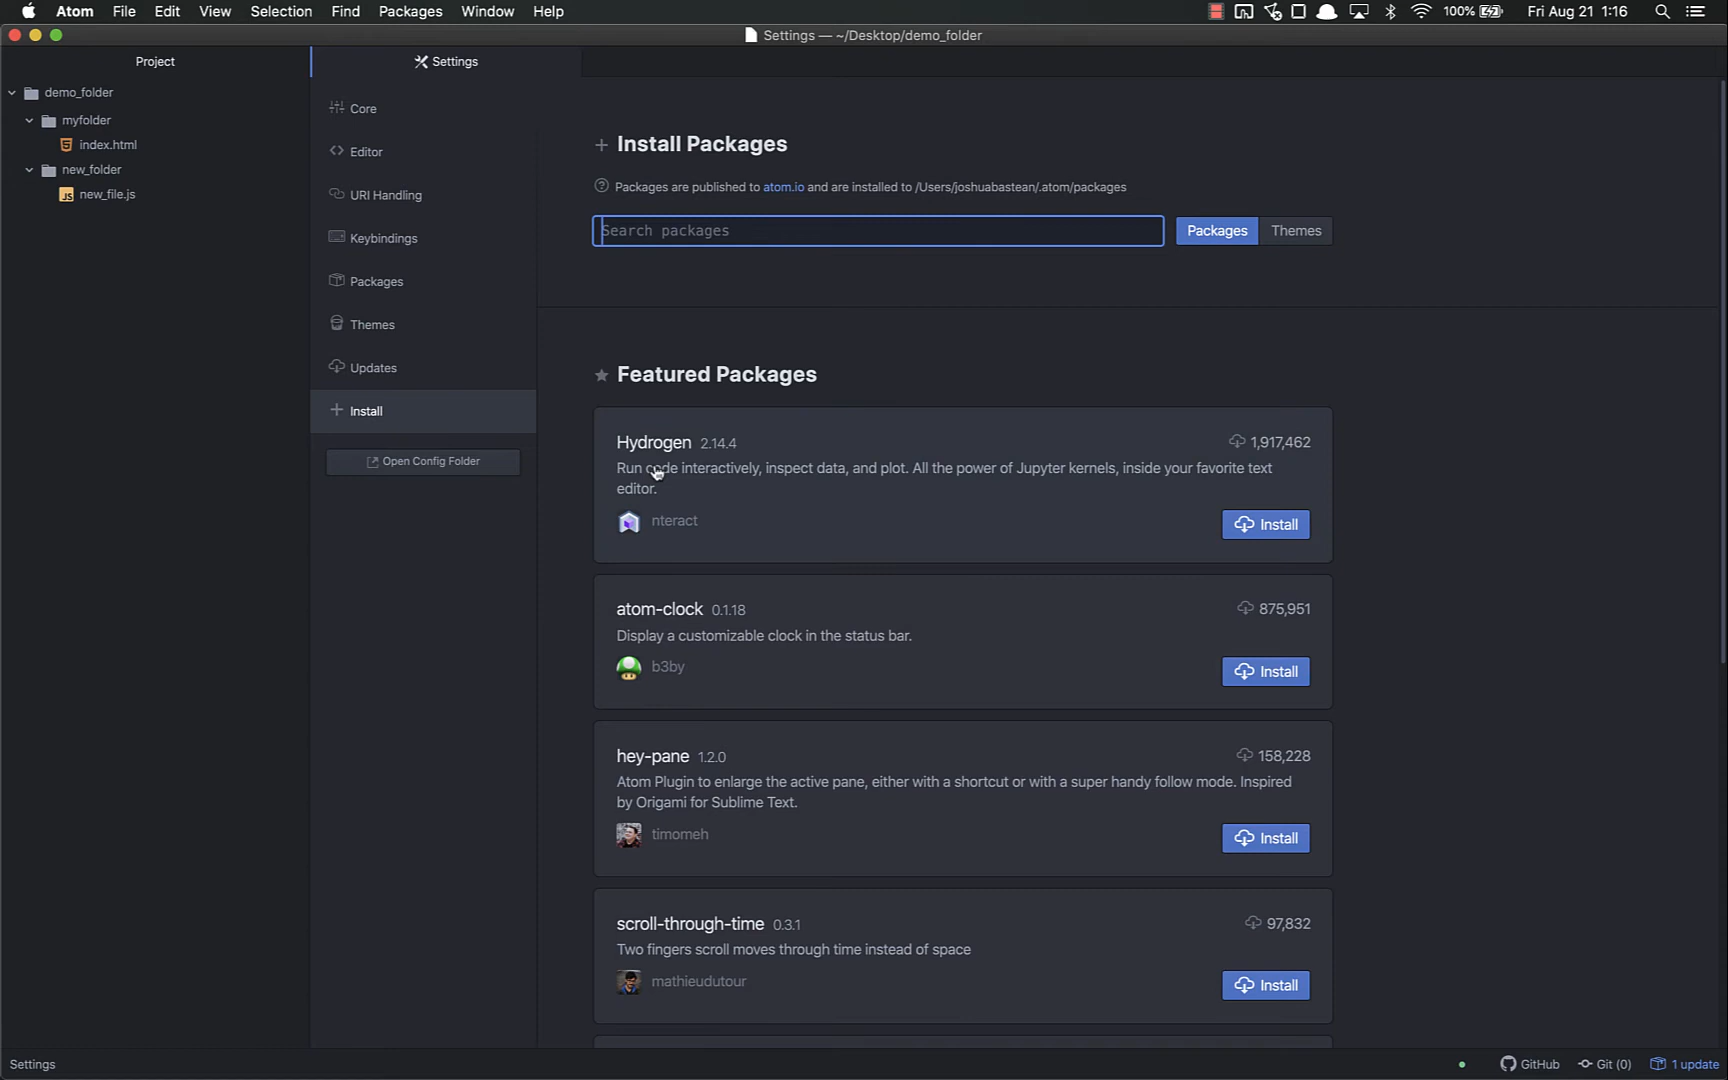 Atom File Edit View Selection Find Packages Window Help 100% Fri Aug 21 1:16
Settings — ~/Desktop/demo_folder
Project
Settings
demo_folder
myfolder
index.html
new_folder
JS new_file.js
Core
Editor
URI Handling
Keybindings
Packages
Themes
Updates
Install
Open Config Folder
Install Packages
Packages are published to atom.io and are installed to /Users/joshuabastean/.atom/packages
Search packages
Packages Themes
Featured Packages
Hydrogen 2.14.4 1,917,462
Run code interactively, inspect data, and plot. All the power of Jupyter kernels, inside your favorite text
editor.
nteract
Install
atom-clock 0.1.18 875,951
Display a customizable clock in the status bar.
b3by
Install
hey-pane 1.2.0 158,228
Atom Plugin to enlarge the active pane, either with a shortcut or with a super handy follow mode. Inspired
by Origami for Sublime Text.
timomeh
Install
scroll-through-time 0.3.1 97,832
Two fingers scroll moves through time instead of space
mathieudutour
Install
Settings GitHub Git (0) 1 update